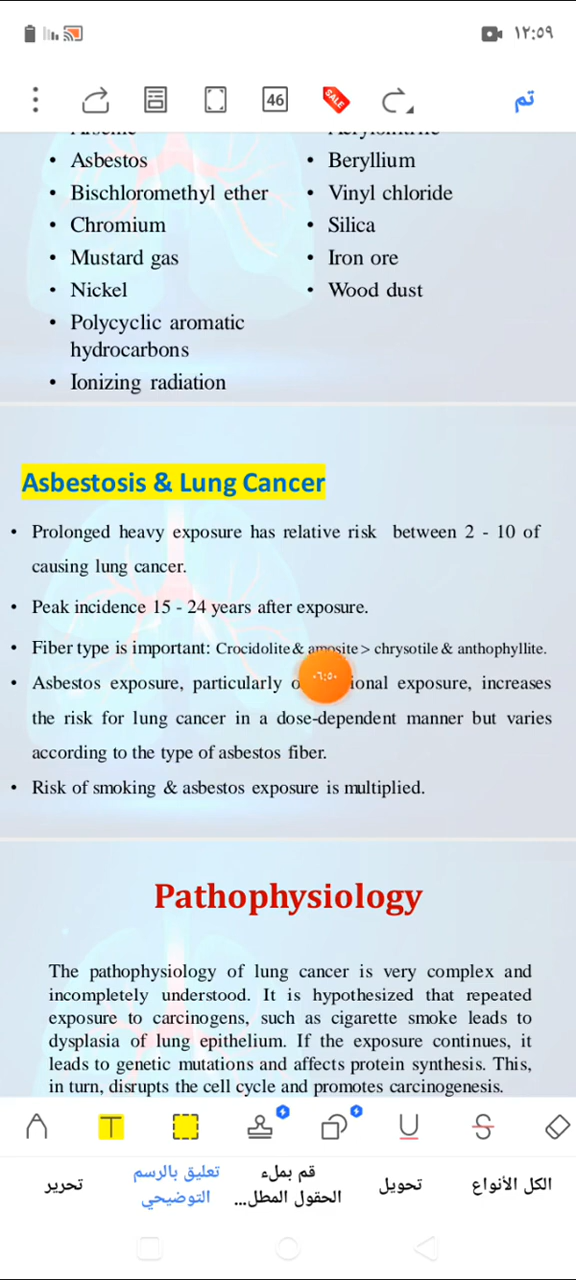 ١٢:٥٩
46
SALE
تم
• Asbestos
• Beryllium
• Bischloromethyl ether
• Vinyl chloride
• Chromium
• Silica
• Mustard gas
• Iron ore
• Nickel
• Wood dust
• Polycyclic aromatic
hydrocarbons
• Ionizing radiation
Asbestosis & Lung Cancer
• Prolonged heavy exposure has relative risk between 2 - 10 of
causing lung cancer.
• Peak incidence 15 - 24 years after exposure.
• Fiber type is important: Crocidolite & amosite > chrysotile & anthophyllite.
• Asbestos exposure, particularly exposure, increases
٠٦:٥٠
the risk for lung cancer in a dose-dependent manner but varies
according to the type of asbestos fiber.
• Risk of smoking & asbestos exposure is multiplied.
Pathophysiology
The pathophysiology of lung cancer is very complex and
incompletely understood. It is hypothesized that repeated
exposure to carcinogens, such as cigarette smoke leads to
dysplasia of lung epithelium. If the exposure continues, it
leads to genetic mutations and affects protein synthesis. This,
in turn, disrupts the cell cycle and promotes carcinogenesis.
الكل الأنواع
تحويل
قم بملء
الحقول المطل...
تعليق بالرسم
التوضيحي
تحرير